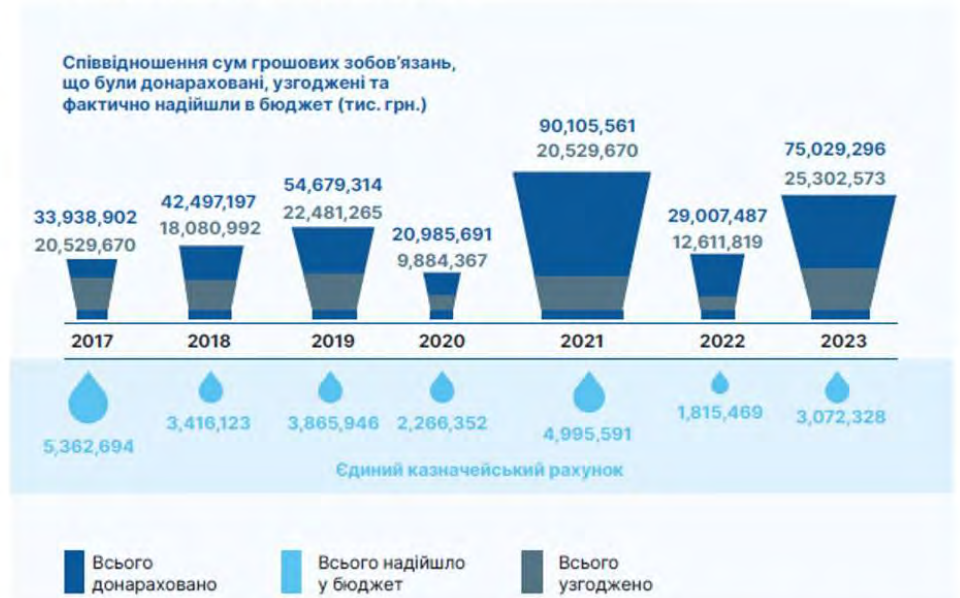 Співвідношення сум грошових зобов'язань,
що були донараховані, узгоджені та
фактично надійшли в бюджет (тис. грн.)
33,938,902
20,529,670
42,497,197
18,080,992
54,679,314
22,481,265
20,985,691
9,884,367
90,105,561
20,529,670
29,007,487
12,611,819
75,029,296
25,302,573
2017 2018 2019 2020 2021 2022 2023
5,362,694
3,416,123
3,865,946
2,266,352
4,995,591
1,815,469
3,072,328
Єдиний казначейський рахунок
Всього
донараховано
Всього надійшло
у бюджет
Всього
узгоджено